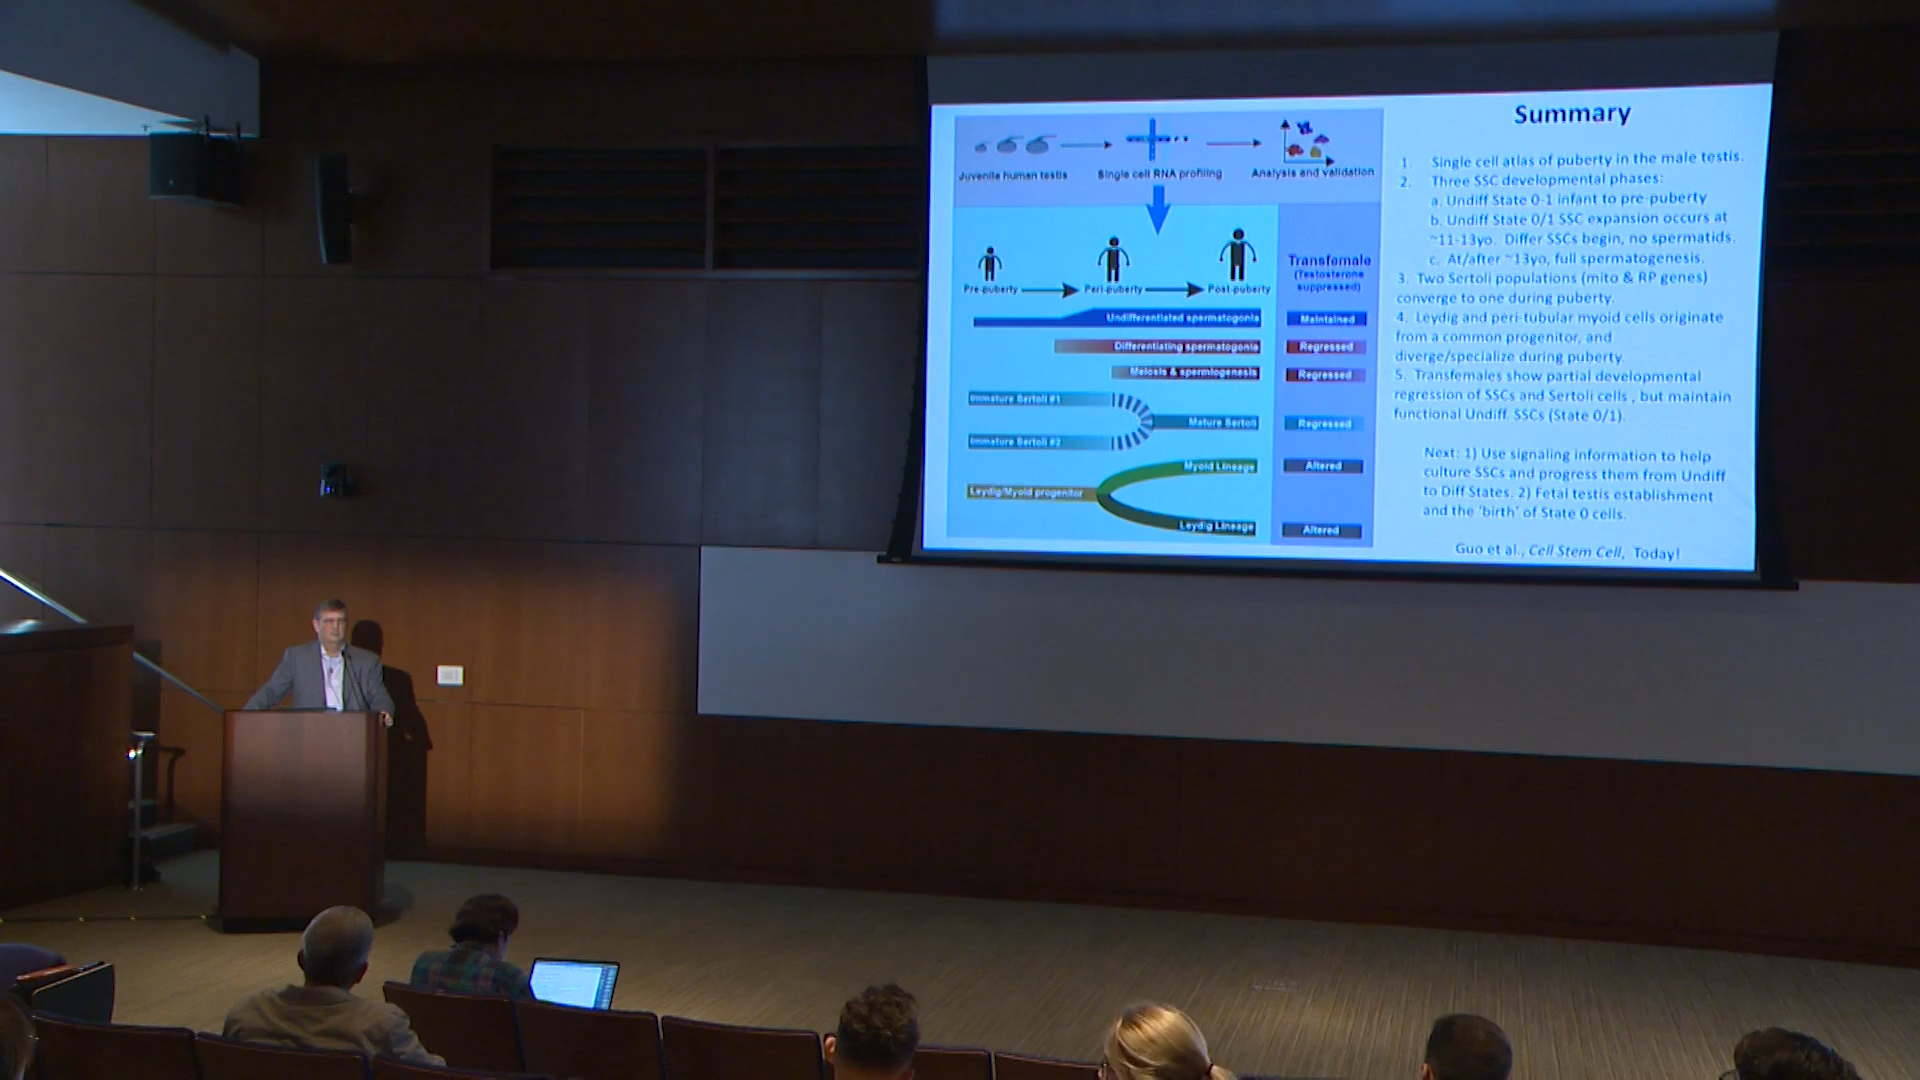 Summary
Juvenile human testis
Single cell RNA profiling
Analysis and validation
Pre-puberty
Peri-puberty
Post-puberty
Transfemale
(Testosterone
suppressed)
Undifferentiated spermatogonia
Maintained
Differentiating spermatogonia
Regressed
Meiosis & spermiogenesis
Regressed
Immature Sertoli #1
Mature Sertoli
Regressed
Immature Sertoli #2
Myoid Lineage
Altered
Leydig/Myoid progenitor
Leydig Lineage
Altered
1. Single cell atlas of puberty in the male testis.
2. Three SSC developmental phases:
a. Undiff State 0-1 infant to pre-puberty
b. Undiff State 0/1 SSC expansion occurs at
~11-13yo. Differ SSCs begin, no spermatids.
c. At/after ~13yo, full spermatogenesis.
3. Two Sertoli populations (mito & RP genes)
converge to one during puberty.
4. Leydig and peri-tubular myoid cells originate
from a common progenitor, and
diverge/specialize during puberty.
5. Transfemales show partial developmental
regression of SSCs and Sertoli cells , but maintain
functional Undiff. SSCs (State 0/1).
Next: 1) Use signaling information to help
culture SSCs and progress them from Undiff
to Diff States. 2) Fetal testis establishment
and the 'birth' of State 0 cells.
Guo et al., Cell Stem Cell, Today!